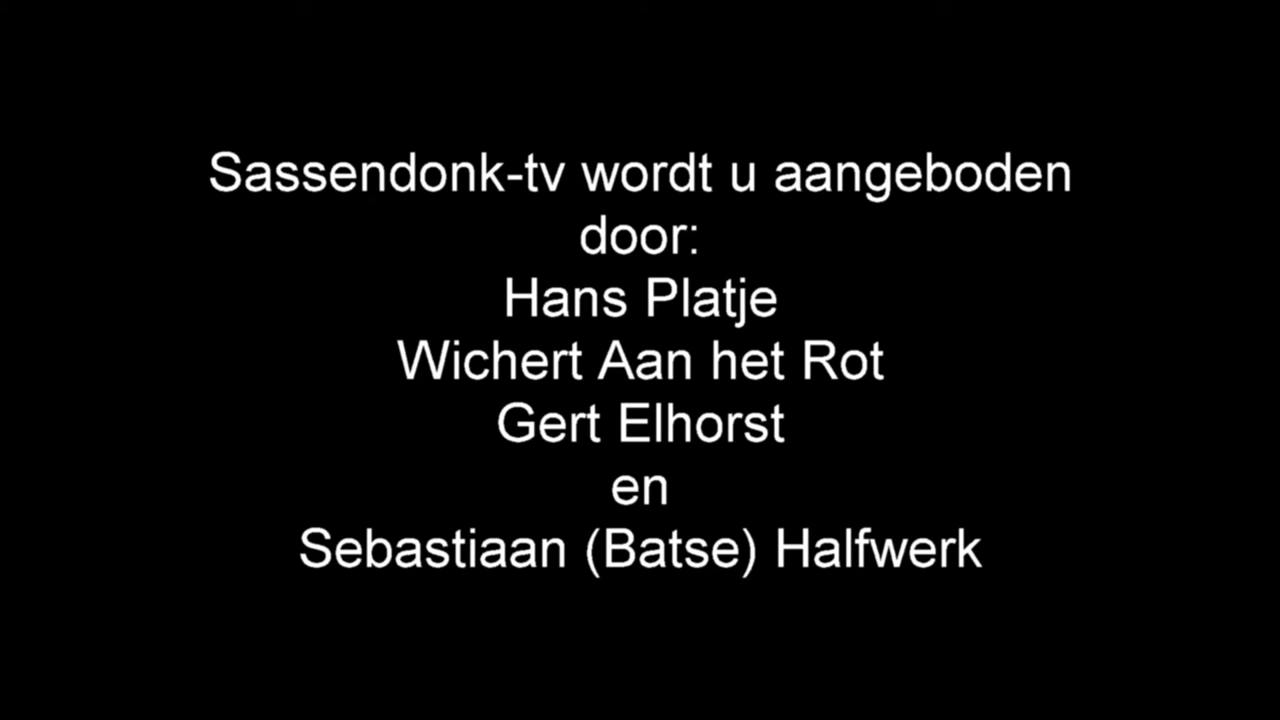 Sassendonk-tv wordt u aangeboden
door:
Hans Platje
Wichert Aan het Rot
Gert Elhorst
en
Sebastiaan (Batse) Halfwerk